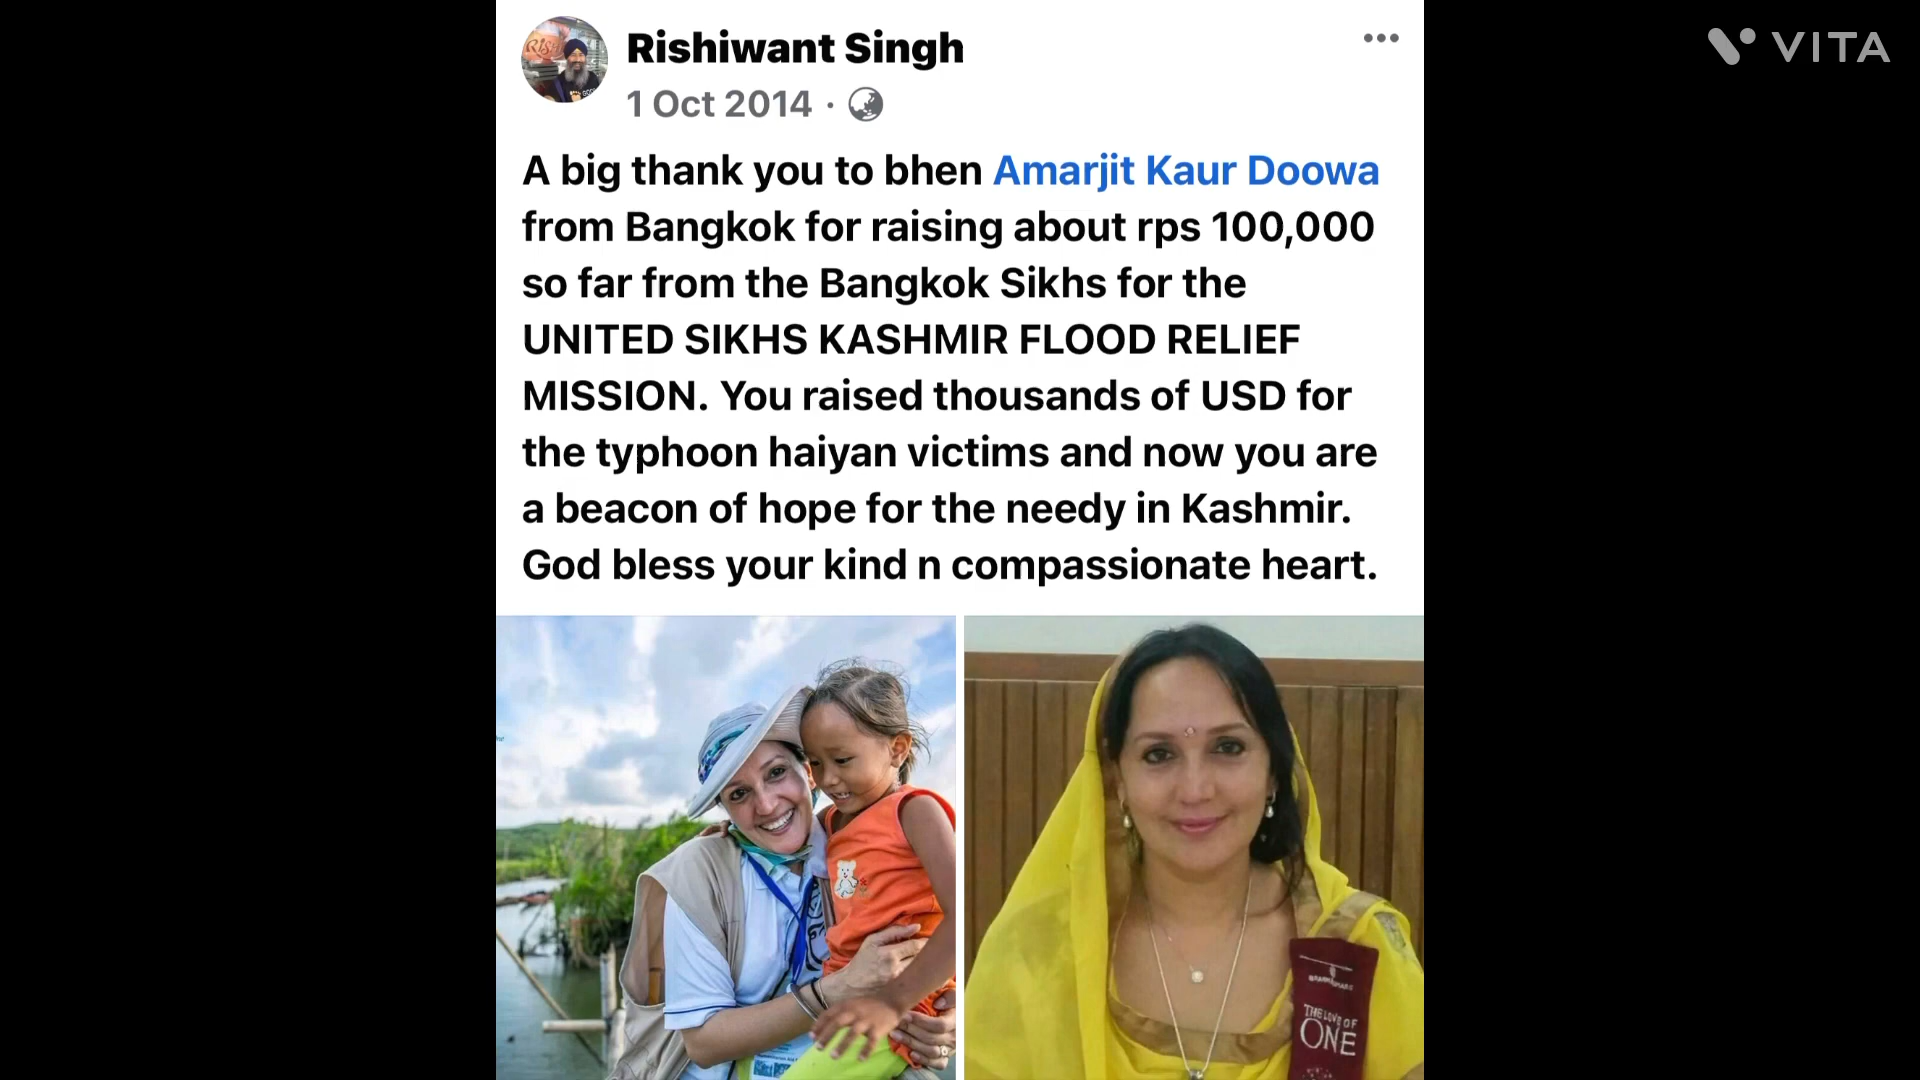 Rishiwant Singh
1 Oct 2014 ·
A big thank you to bhen Amarjit Kaur Doowa
from Bangkok for raising about rps 100,000
so far from the Bangkok Sikhs for the
UNITED SIKHS KASHMIR FLOOD RELIEF
MISSION. You raised thousands of USD for
the typhoon haiyan victims and now you are
a beacon of hope for the needy in Kashmir.
God bless your kind n compassionate heart.
VITA
THE LOVE OF
ONE